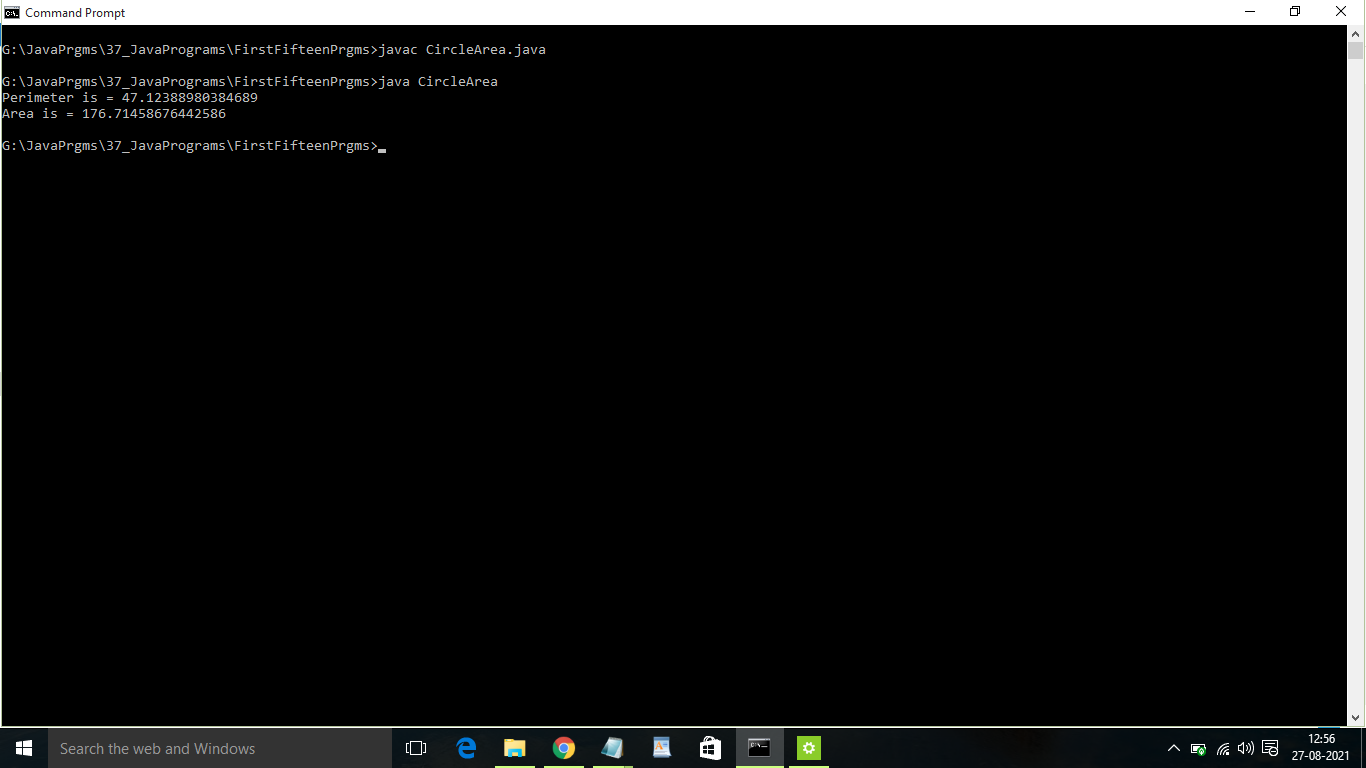 Command Prompt
G:\JavaPrgms\37_JavaPrograms\FirstFifteenPrgms>javac CircleArea.java
G:\JavaPrgms\37_JavaPrograms\FirstFifteenPrgms>java CircleArea
Perimeter is = 47.12388980384689
Area is = 176.71458676442586
G:\JavaPrgms\37_JavaPrograms\FirstFifteenPrgms>
Search the web and Windows
12:56
27-08-2021